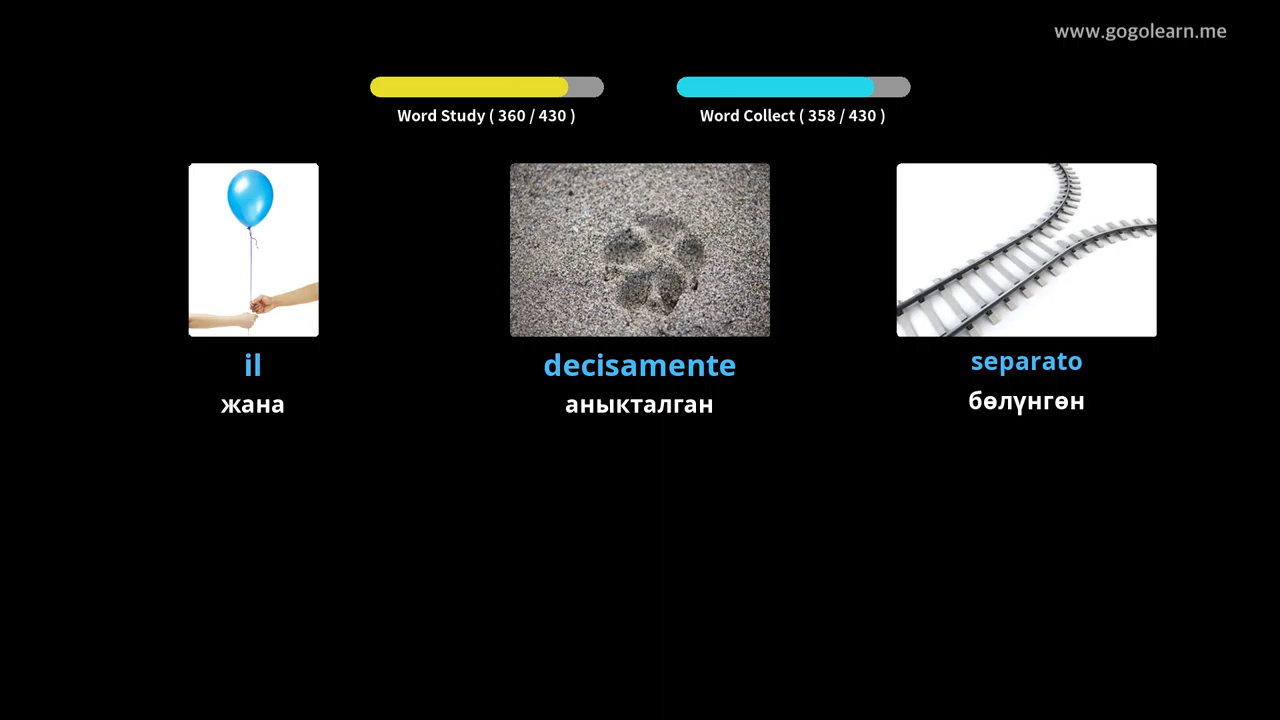 www.gogolearn.me
Word Study ( 360 / 430 )
Word Collect ( 358 / 430 )
il
жана
decisamente
аныкталган
separato
бөлүнгөн